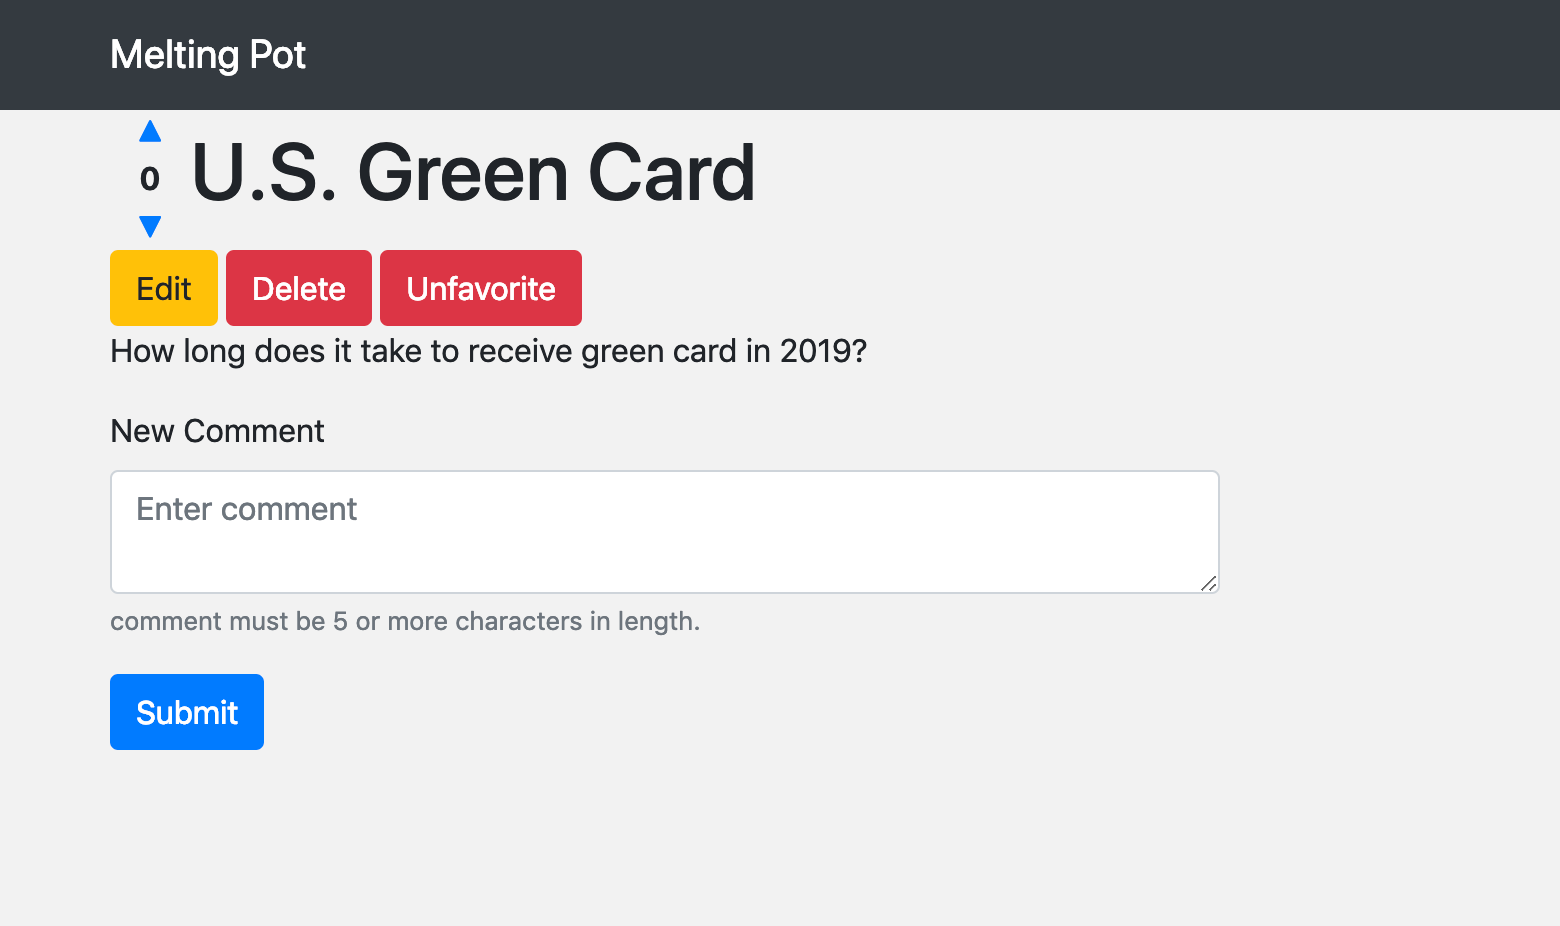 Melting Pot
▲
0 U.S. Green Card
▼
Edit Delete Unfavorite
How long does it take to receive green card in 2019?
New Comment
Enter comment
comment must be 5 or more characters in length.
Submit